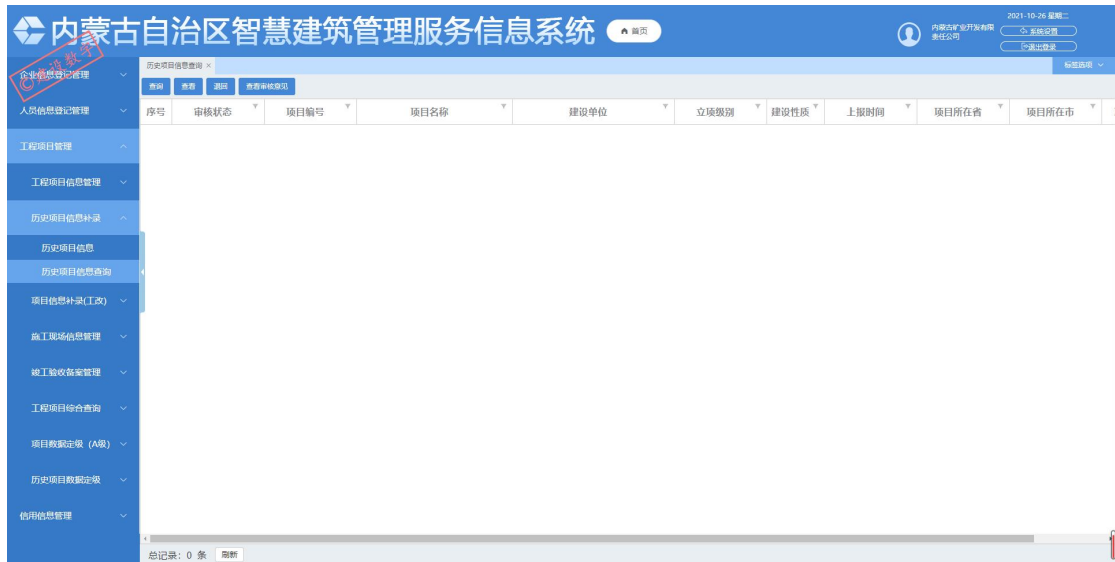 内蒙古自治区智慧建筑管理服务信息系统
首页
内蒙古矿业开发有限
责任公司
2021-10-26 星期二
系统设置
退出登录
企业信息登记管理
人员信息登记管理
工程项目管理
工程项目信息管理
历史项目信息补录
历史项目信息
历史项目信息查询
项目信息补录(工改)
施工现场信息管理
竣工验收备案管理
工程项目综合查询
项目数据定级 (A级)
历史项目数据定级
信用信息管理
历史项目信息查询 ×
标签选项
查询 查看 退回 查看审核意见
序号 审核状态 项目编号 项目名称 建设单位 立项级别 建设性质 上报时间 项目所在省 项目所在市
总记录: 0 条 刷新